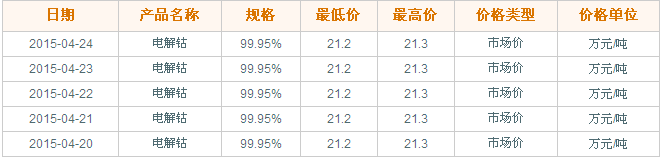 日期 产品名称 规格 最低价 最高价 价格类型 价格单位
2015-04-24 电解钴 99.95% 21.2 21.3 市场价 万元/吨
2015-04-23 电解钴 99.95% 21.2 21.3 市场价 万元/吨
2015-04-22 电解钴 99.95% 21.2 21.3 市场价 万元/吨
2015-04-21 电解钴 99.95% 21.2 21.3 市场价 万元/吨
2015-04-20 电解钴 99.95% 21.2 21.3 市场价 万元/吨